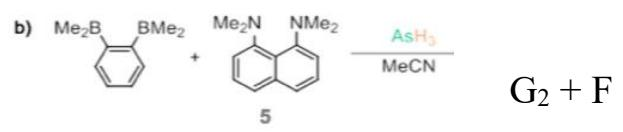 b) Me₂B BMe₂ + Me₂N NMe₂ AsH₃
MeCN
G₂ + F
5